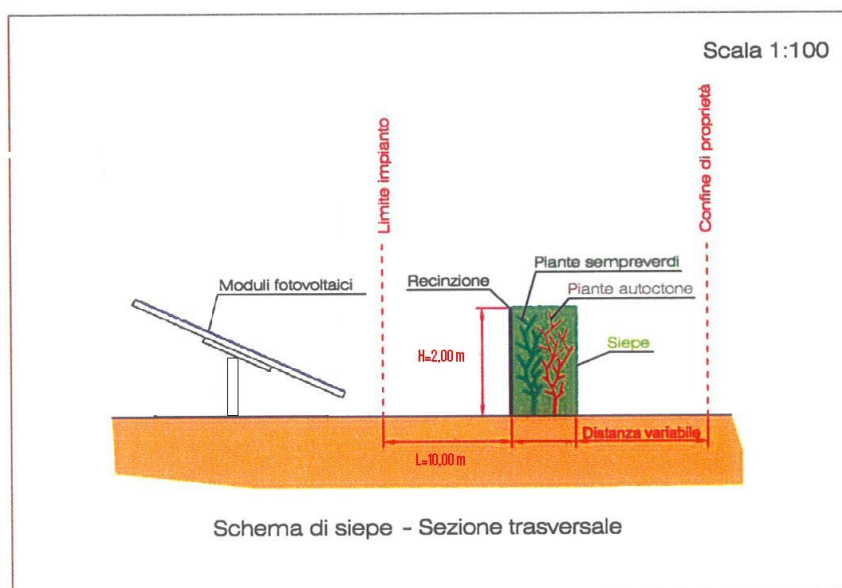 Scala 1:100
Limite impianto
Confine di proprietà
Piante sempreverdi
Recinzione
Moduli fotovoltaici
Piante autoctone
Siepe
H=2,00 m
Distanza variabile
L=10,00 m
Schema di siepe - Sezione trasversale